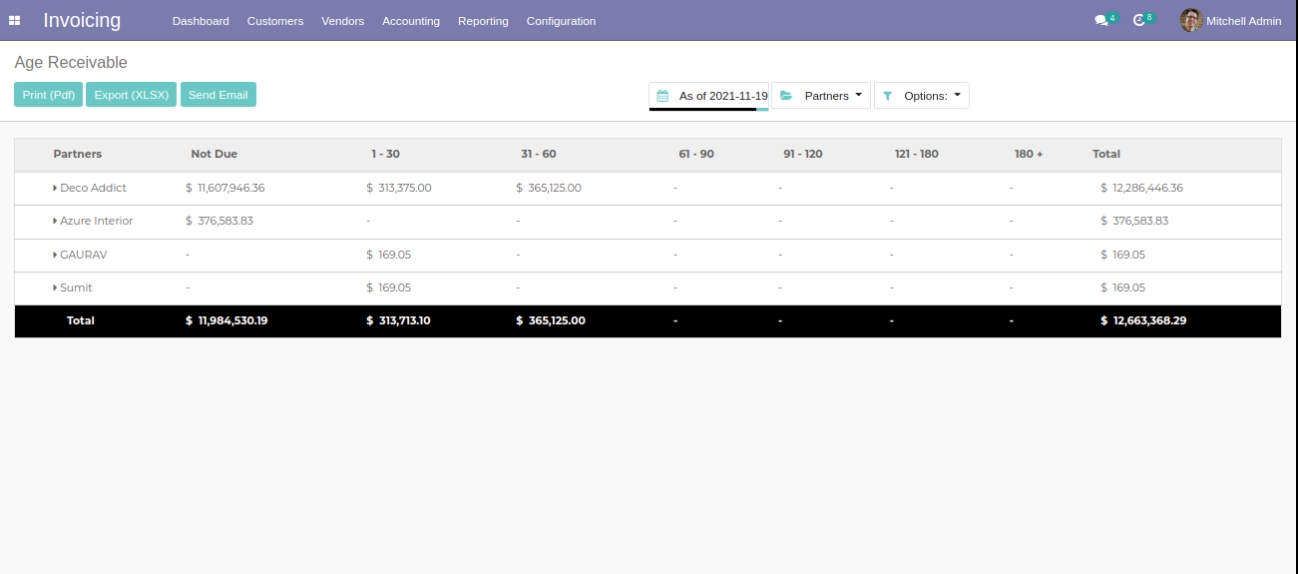 Invoicing Dashboard Customers Vendors Accounting Reporting Configuration 4 8 Mitchell Admin
Age Receivable
Print (Pdf) Export (XLSX) Send Email As of 2021-11-19 Partners Options:
Partners Not Due 1 - 30 31 - 60 61 - 90 91 - 120 121 - 180 180 + Total
Deco Addict $ 11,607,946.36 $ 313,375.00 $ 365,125.00 - - - - $ 12,286,446.36
Azure Interior $ 376,583.83 - - - - - - $ 376,583.83
GAURAV - $ 169.05 - - - - - $ 169.05
Sumit - $ 169.05 - - - - - $ 169.05
Total $ 11,984,530.19 $ 313,713.10 $ 365,125.00 - - - - $ 12,663,368.29